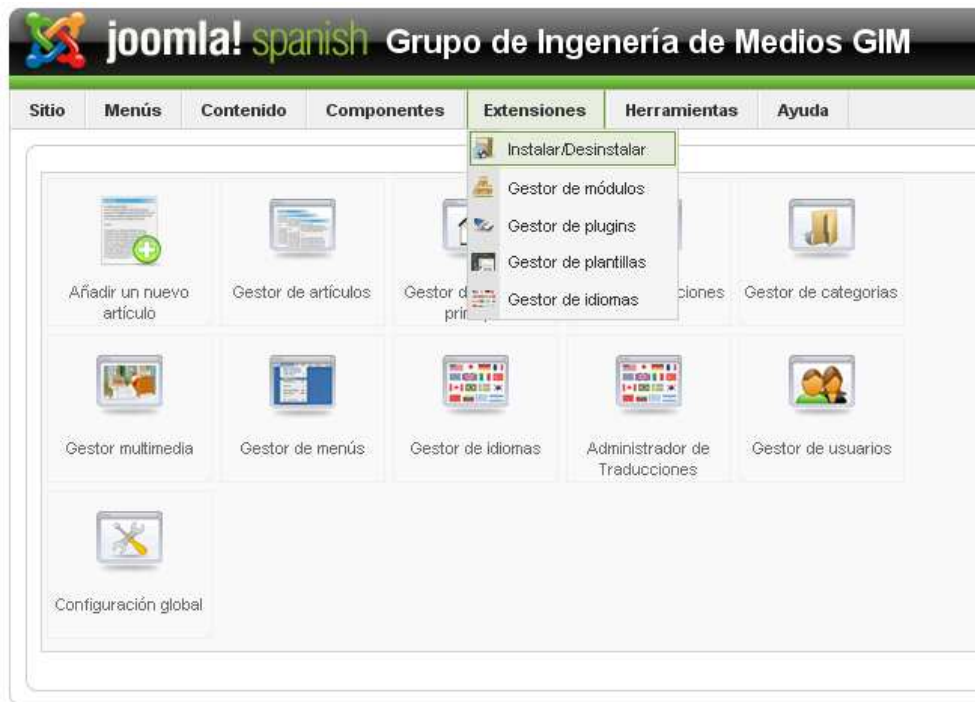 joomla! spanish Grupo de Ingenería de Medios GIM
Sitio Menús Contenido Componentes Extensiones Herramientas Ayuda
Instalar/Desinstalar
Gestor de módulos
Gestor de plugins
Gestor de plantillas
Gestor de idiomas
Añadir un nuevo
artículo
Gestor de artículos
Gestor
Gestor de categorias
Gestor multimedia
Gestor de menús
Gestor de idiomas
Administrador de
Traducciones
Gestor de usuarios
Configuración global